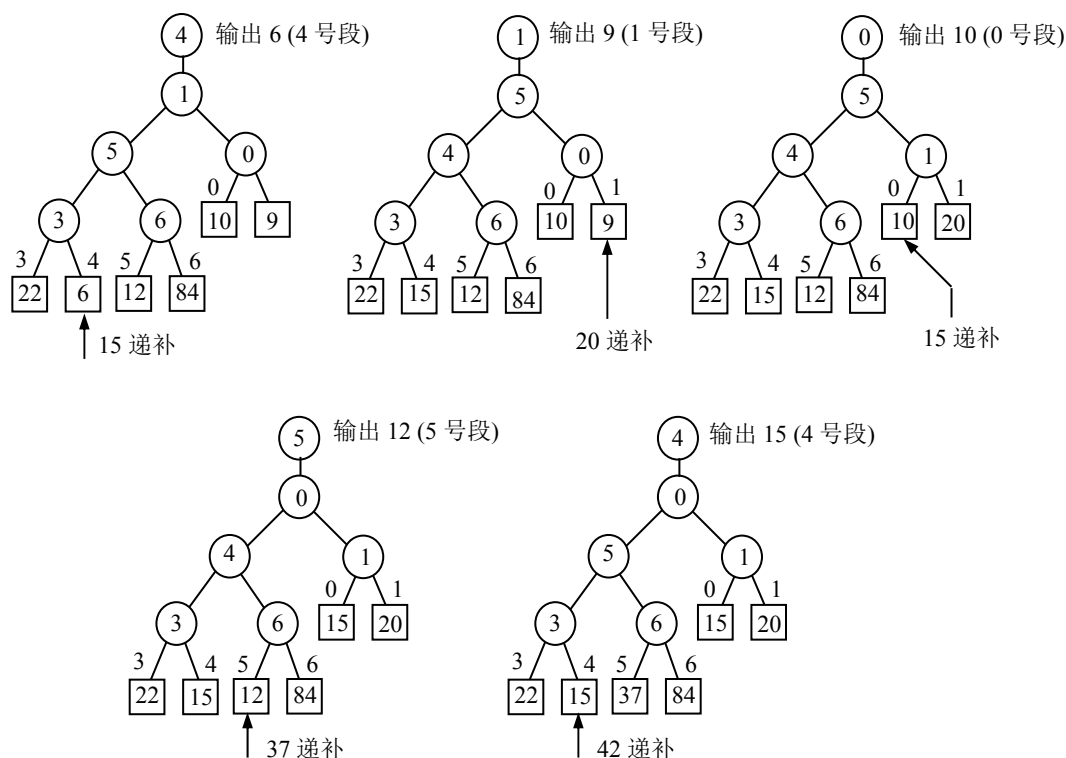 4 输出 6 (4 号段)
1
5 0
0
3 6 10 9
3 4 5 6
22 6 12 84
15 递补
1 输出 9 (1 号段)
5
4 0
0 1
3 6 10 9
3 4 5 6
22 15 12 84
20 递补
0 输出 10 (0 号段)
5
4 1
0 1
3 6 10 20
3 4 5 6
22 15 12 84
15 递补
5 输出 12 (5 号段)
0
4 1
0 1
3 6 15 20
3 4 5 6
22 15 12 84
37 递补
4 输出 15 (4 号段)
0
5 1
0 1
3 6 15 20
3 4 5 6
22 15 37 84
42 递补